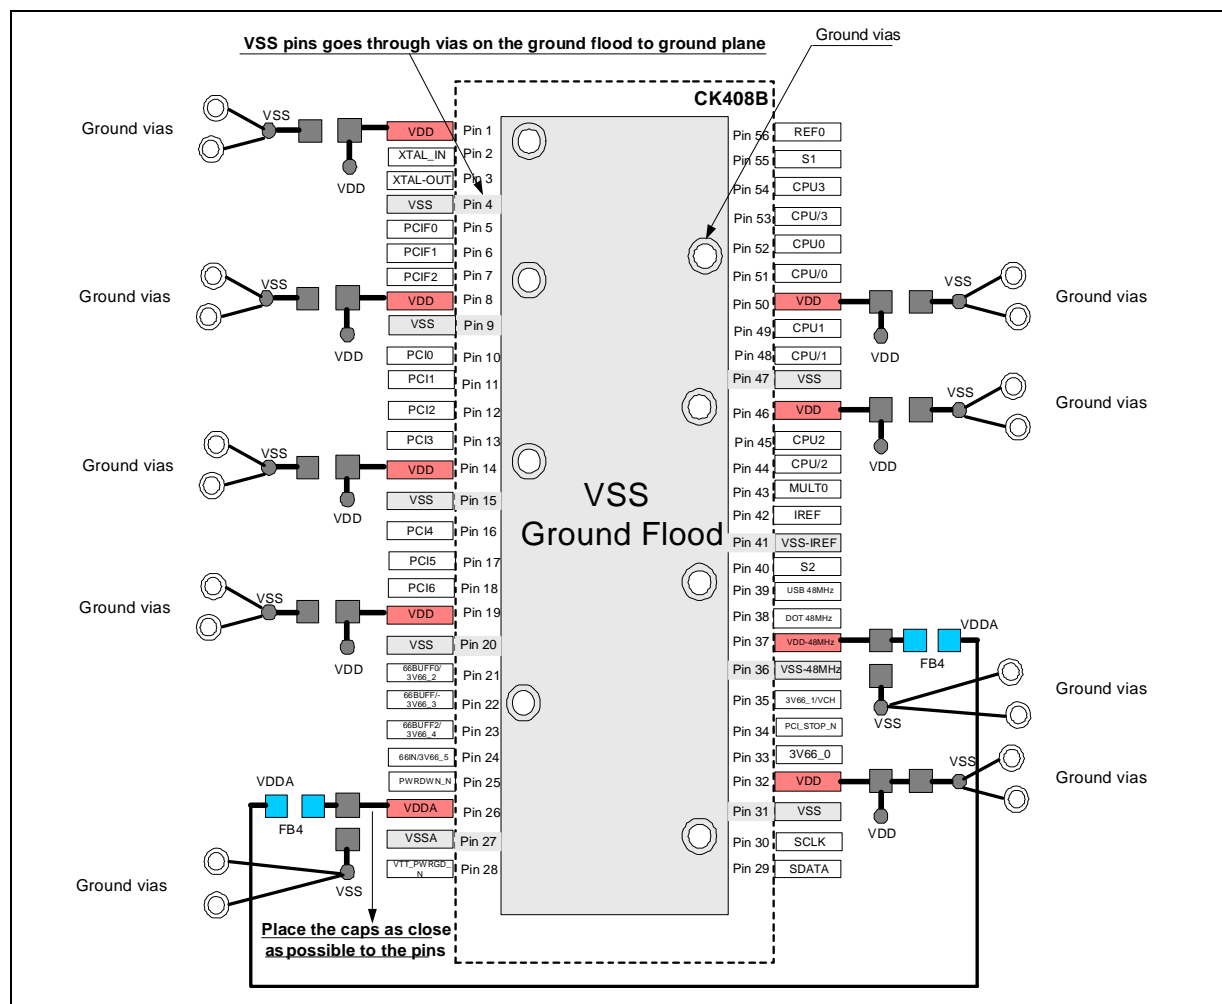 VSS pins goes through vias on the ground flood to ground plane
Ground vias
CK408B
Ground vias
VSS
VDD
VDD Pin 1
XTAL_IN Pin 2
XTAL-OUT Pin 3
VSS Pin 4
PCIF0 Pin 5
PCIF1 Pin 6
PCIF2 Pin 7
Ground vias
VSS
VDD
VDD Pin 8
VSS Pin 9
PCI0 Pin 10
PCI1 Pin 11
PCI2 Pin 12
PCI3 Pin 13
Ground vias
VSS
VDD
VDD Pin 14
VSS Pin 15
PCI4 Pin 16
PCI5 Pin 17
PCI6 Pin 18
Ground vias
VSS
VDD
VDD Pin 19
VSS Pin 20
66BUFF0/
3V66_2
Pin 21
66BUFF/-
3V66_3
Pin 22
66BUFF2/
3V66_4
Pin 23
66IN/3V66_5 Pin 24
PWRDWN_N Pin 25
VDDA
FB4
VDDA Pin 26
VSSA Pin 27
VTT_PWRGD_
N
Pin 28
Ground vias
VSS
Place the caps as close
as possible to the pins
VSS
Ground Flood
Pin 56 REF0
Pin 55 S1
Pin 54 CPU3
Pin 53 CPU/3
Pin 52 CPU0
Pin 51 CPU/0
Pin 50 VDD
VDD
VSS
Ground vias
Pin 49 CPU1
Pin 48 CPU/1
Pin 47 VSS
Pin 46 VDD
VDD
VSS
Ground vias
Pin 45 CPU2
Pin 44 CPU/2
Pin 43 MULT0
Pin 42 IREF
Pin 41 VSS-IREF
Pin 40 S2
Pin 39 USB 48MHz
Pin 38 DOT 48MHz
Pin 37 VDD-48MHz
VDDA
FB4
Pin 36 VSS-48MHz
VSS
Ground vias
Pin 35 3V66_1/VCH
Pin 34 PCI_STOP_N
Pin 33 3V66_0
Pin 32 VDD
VDD
VSS
Ground vias
Pin 31 VSS
Pin 30 SCLK
Pin 29 SDATA